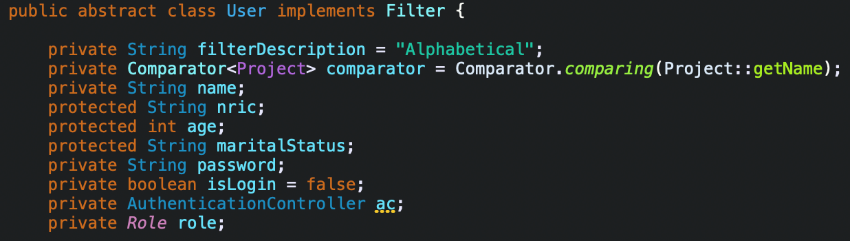 public abstract class User implements Filter {
private String filterDescription = "Alphabetical";
private Comparator<Project> comparator = Comparator.comparing(Project::getName);
private String name;
protected String nric;
protected int age;
protected String maritalStatus;
private String password;
private boolean isLogin = false;
private AuthenticationController ac;
private Role role;